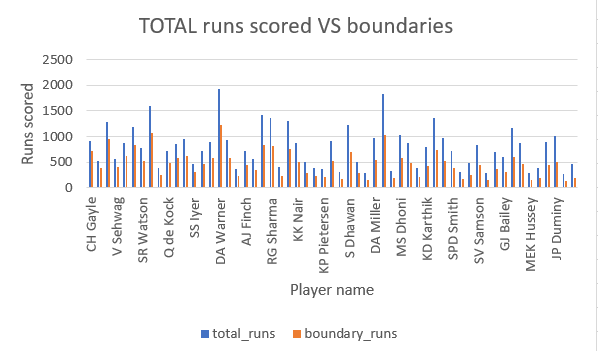 TOTAL runs scored VS boundaries
2500
2000
1500
1000
500
0
Runs scored
CH Gayle
V Sehwag
SR Watson
Q de Kock
SS Iyer
DA Warner
AJ Finch
RG Sharma
KK Nair
KP Pietersen
S Dhawan
DA Miller
MS Dhoni
KD Karthik
SPD Smith
SV Samson
GJ Bailey
MEK Hussey
JP Duminy
Player name
total_runs boundary_runs